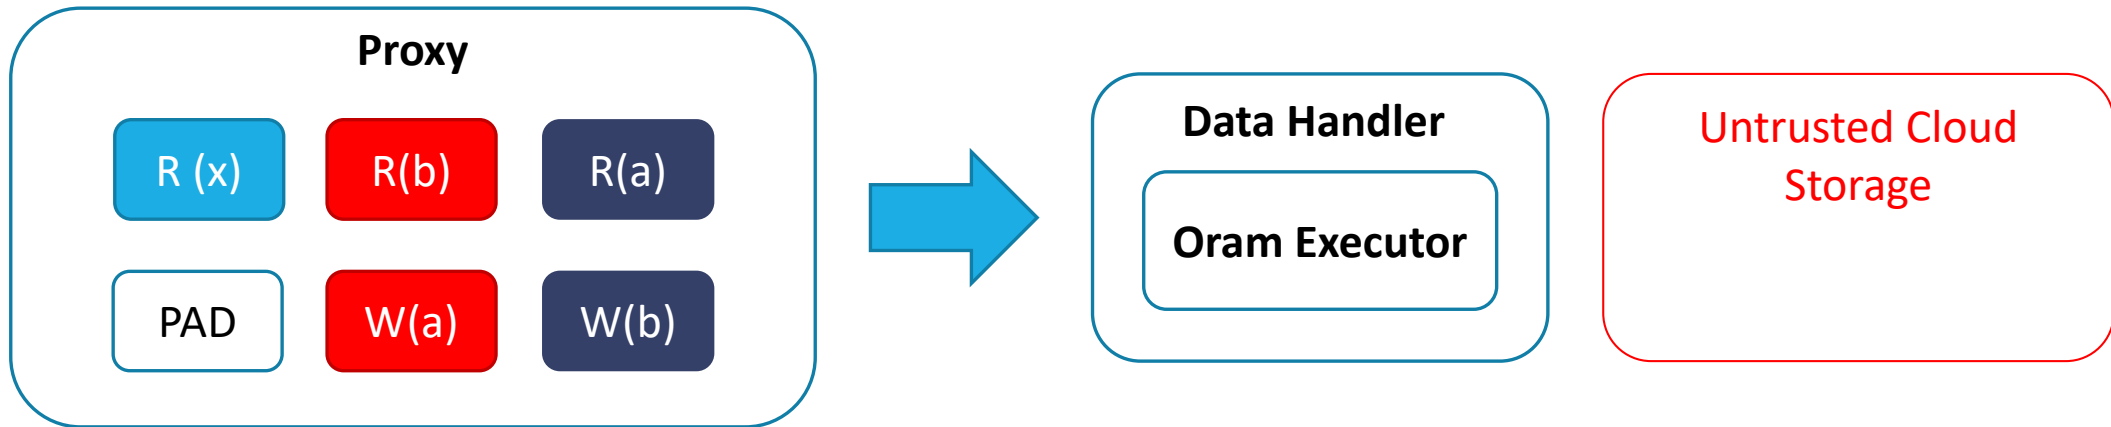 Proxy
R (x)
R(b)
R(a)
PAD
W(a)
W(b)
Data Handler
Oram Executor
Untrusted Cloud
Storage